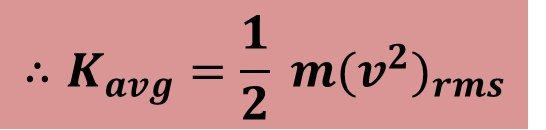 ∴ K_avg = 1/2 m(v²)_rms